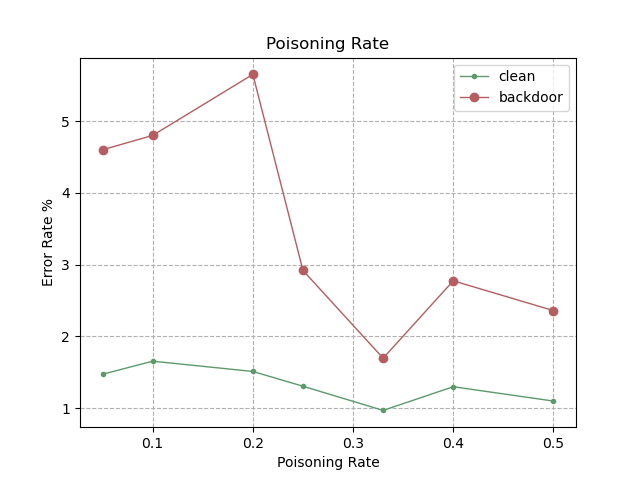 Poisoning Rate
clean
backdoor
5
4
3
2
1
Error Rate %
0.1 0.2 0.3 0.4 0.5
Poisoning Rate